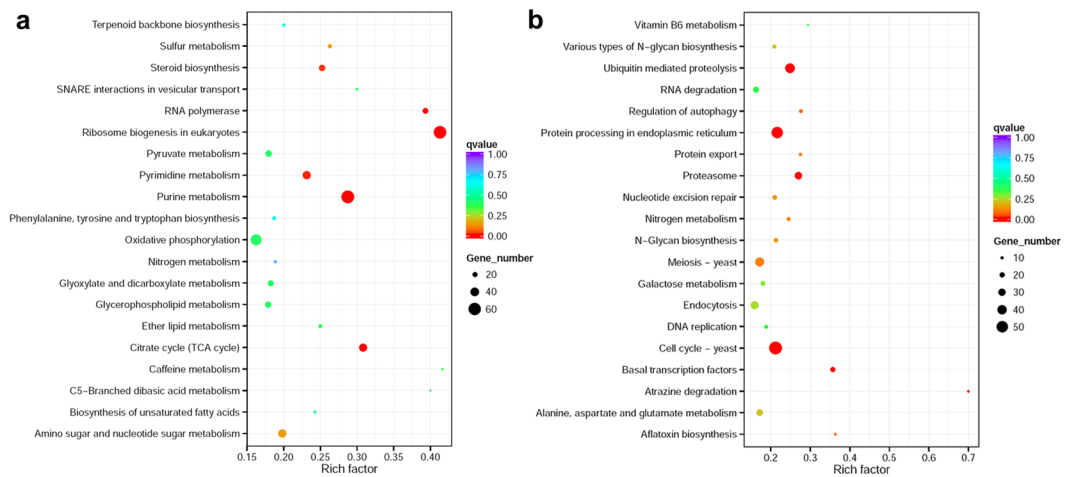 a
Terpenoid backbone biosynthesis
Sulfur metabolism
Steroid biosynthesis
SNARE interactions in vesicular transport
RNA polymerase
Ribosome biogenesis in eukaryotes
Pyruvate metabolism
Pyrimidine metabolism
Purine metabolism
Phenylalanine, tyrosine and tryptophan biosynthesis
Oxidative phosphorylation
Nitrogen metabolism
Glyoxylate and dicarboxylate metabolism
Glycerophospholipid metabolism
Ether lipid metabolism
Citrate cycle (TCA cycle)
Caffeine metabolism
C5−Branched dibasic acid metabolism
Biosynthesis of unsaturated fatty acids
Amino sugar and nucleotide sugar metabolism
0.15 0.20 0.25 0.30 0.35 0.40
Rich factor
qvalue
1.00
0.75
0.50
0.25
0.00
Gene_number
20
40
60
b
Vitamin B6 metabolism
Various types of N−glycan biosynthesis
Ubiquitin mediated proteolysis
RNA degradation
Regulation of autophagy
Protein processing in endoplasmic reticulum
Protein export
Proteasome
Nucleotide excision repair
Nitrogen metabolism
N−Glycan biosynthesis
Meiosis − yeast
Galactose metabolism
Endocytosis
DNA replication
Cell cycle − yeast
Basal transcription factors
Atrazine degradation
Alanine, aspartate and glutamate metabolism
Aflatoxin biosynthesis
0.2 0.3 0.4 0.5 0.6 0.7
Rich factor
qvalue
1.00
0.75
0.50
0.25
0.00
Gene_number
10
20
30
40
50